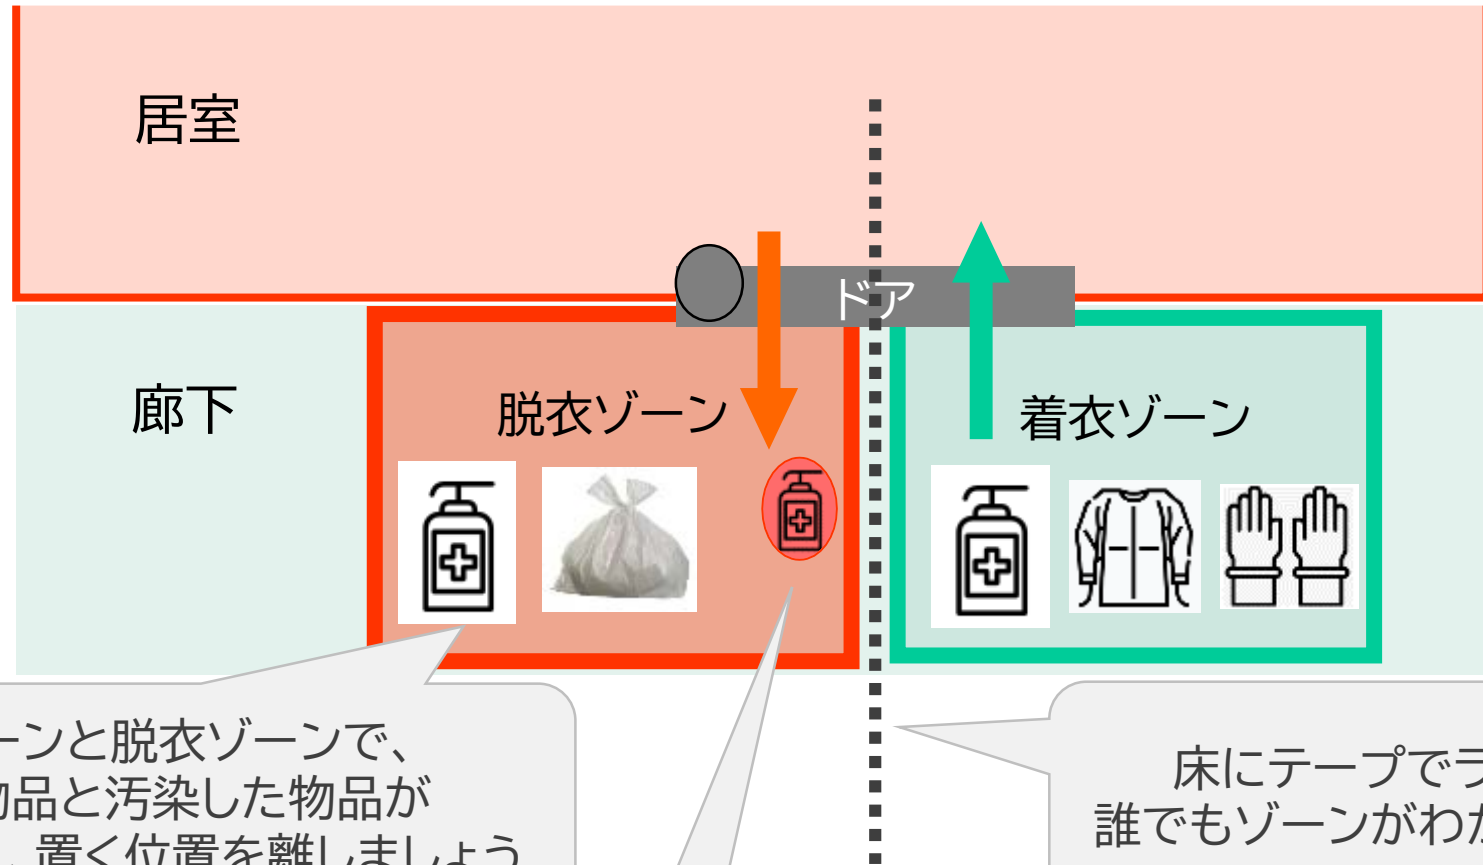 居室
ドア
廊下
脱衣ゾーン
着衣ゾーン
ーンと脱衣ゾーンで、
物品と汚染した物品が
置く位置を離しましょう
床にテープでラ
誰でもゾーンがわか